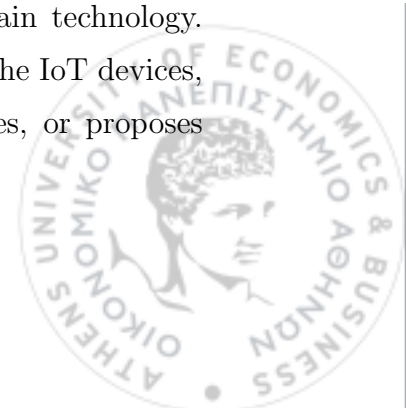 ain technology.
he IoT devices,
es, or proposes
ATHENS UNIVERSITY OF ECONOMICS & BUSINESS
ΟΙΚΟΝΟΜΙΚΟ ΠΑΝΕΠΙΣΤΗΜΙΟ ΑΘΗΝΩΝ